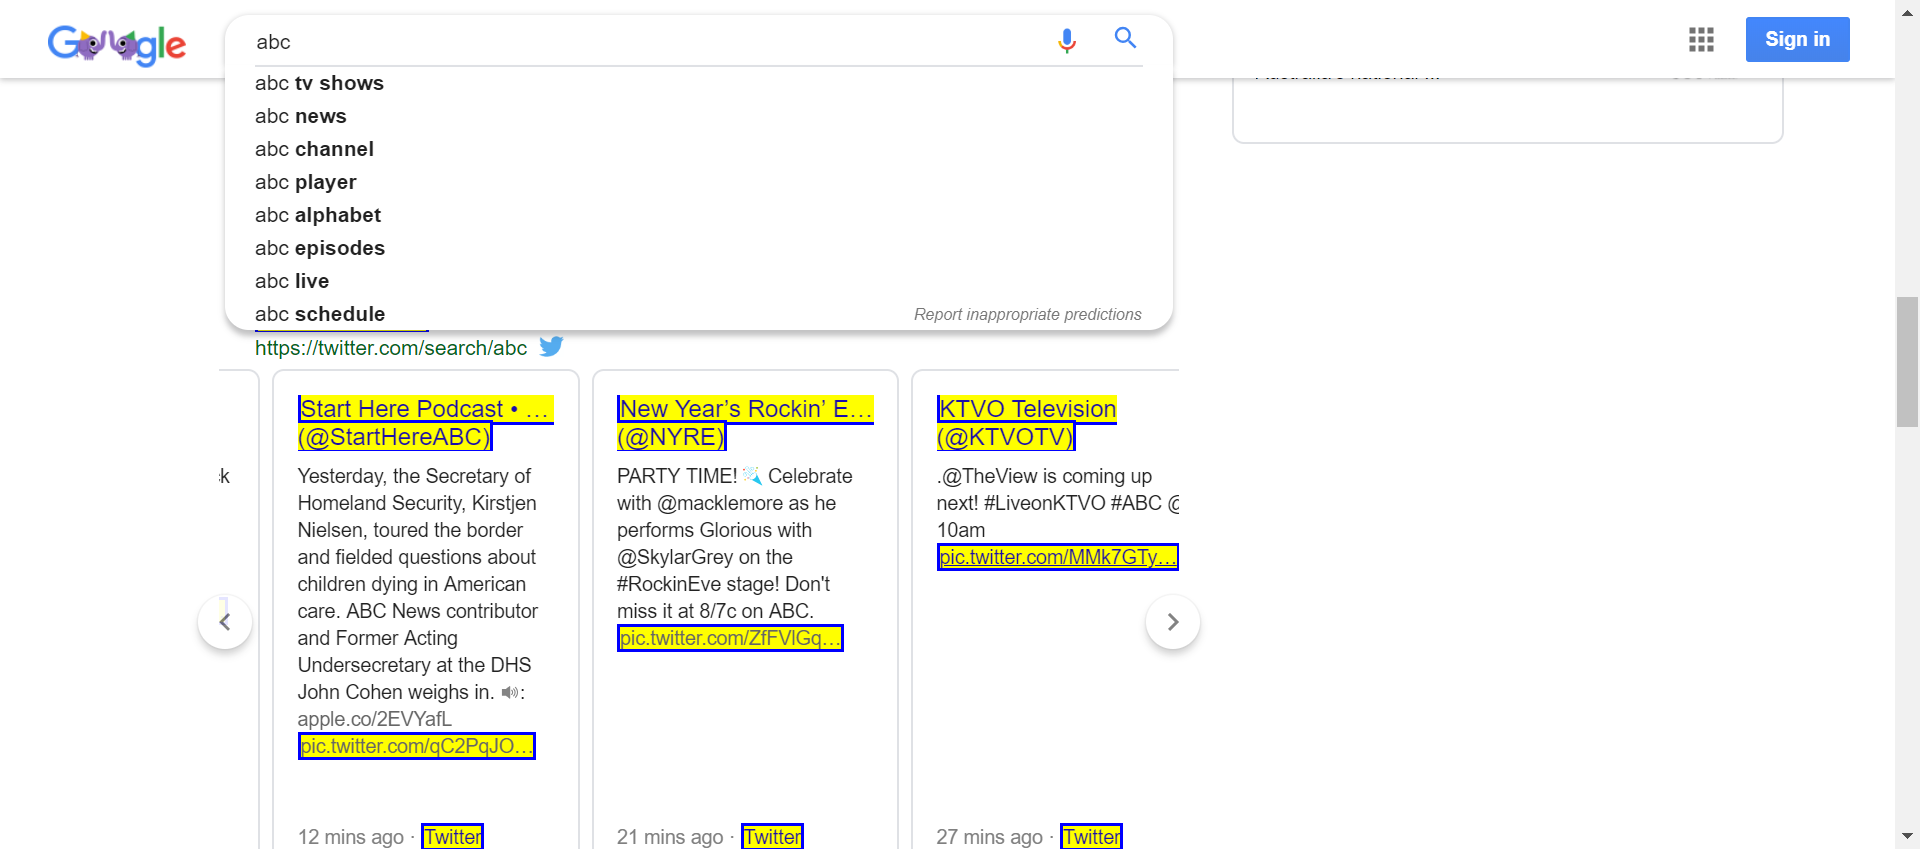 Google
abc
Sign in
abc tv shows
abc news
abc channel
abc player
abc alphabet
abc episodes
abc live
abc schedule
Report inappropriate predictions
https://twitter.com/search/abc
Start Here Podcast • …
(@StartHereABC)
Yesterday, the Secretary of
Homeland Security, Kirstjen
Nielsen, toured the border
and fielded questions about
children dying in American
care. ABC News contributor
and Former Acting
Undersecretary at the DHS
John Cohen weighs in. 🔊:
apple.co/2EVYafL
pic.twitter.com/qC2PqJO…
12 mins ago · Twitter
New Year’s Rockin’ E…
(@NYRE)
PARTY TIME! 🎉 Celebrate
with @macklemore as he
performs Glorious with
@SkylarGrey on the
#RockinEve stage! Don't
miss it at 8/7c on ABC.
pic.twitter.com/ZfFVlGq…
21 mins ago · Twitter
KTVO Television
(@KTVOTV)
.@TheView is coming up
next! #LiveonKTVO #ABC @
10am
pic.twitter.com/MMk7GTy…
27 mins ago · Twitter